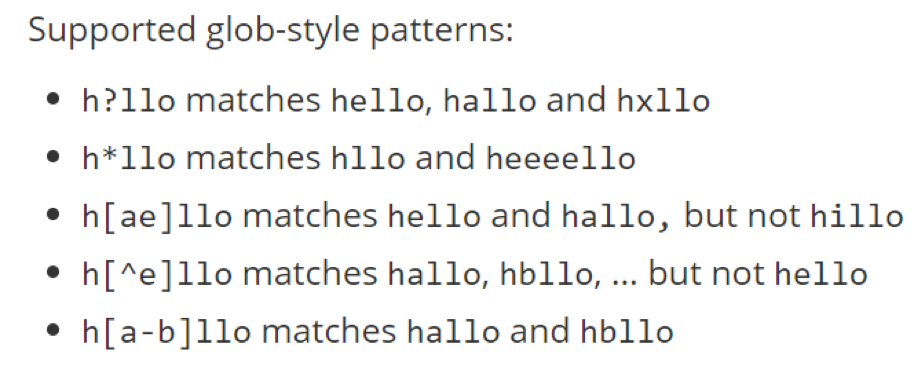 Supported glob-style patterns:
• h?llo matches hello, hallo and hxllo
• h*llo matches hllo and heeeello
• h[ae]llo matches hello and hallo, but not hillo
• h[^e]llo matches hallo, hbllo, ... but not hello
• h[a-b]llo matches hallo and hbllo